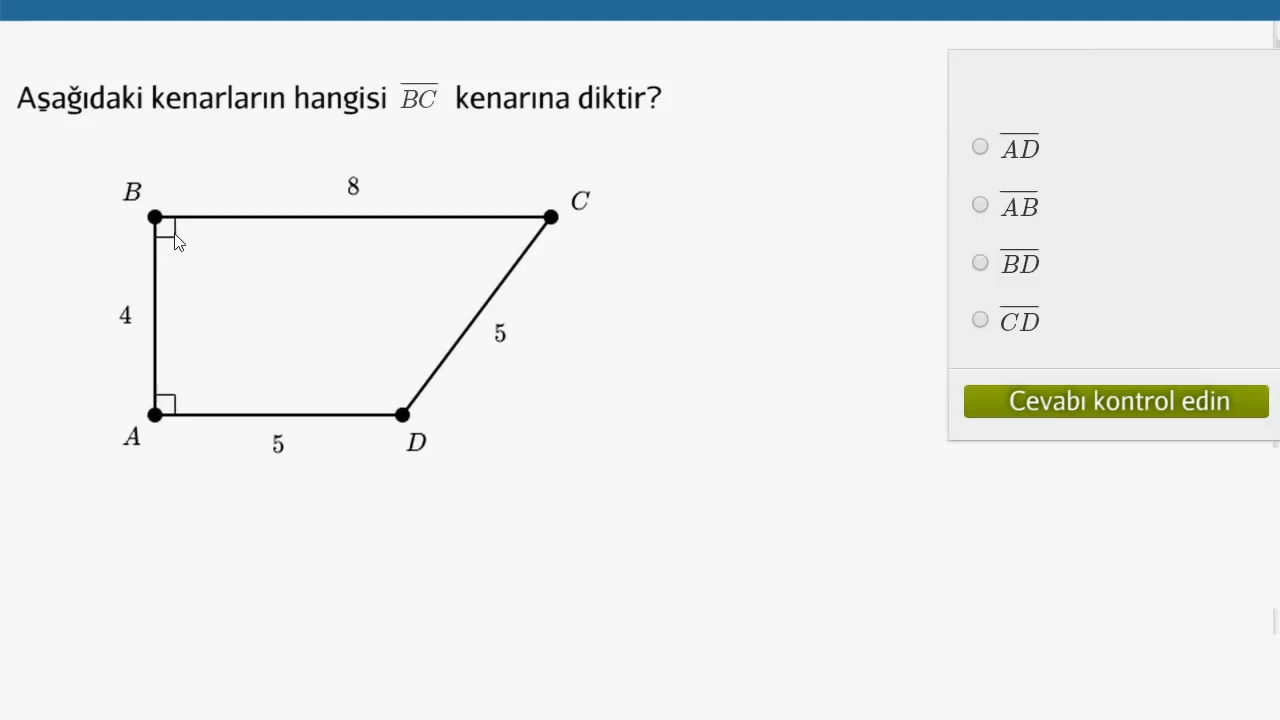 Aşağıdaki kenarların hangisi BC kenarına diktir?
B
8
C
4
5
A
5
D
AD
AB
BD
CD
Cevabı kontrol edin